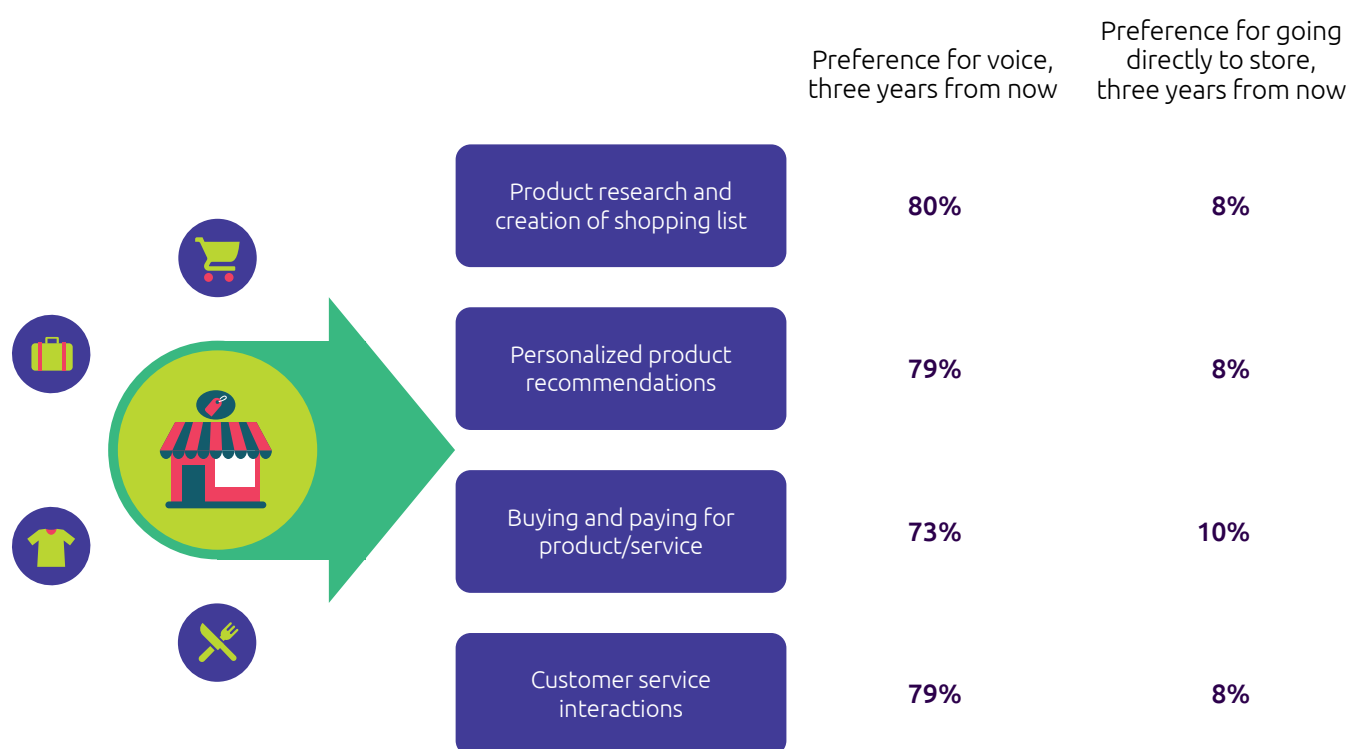 Preference for voice,
three years from now
Preference for going
directly to store,
three years from now
Product research and
creation of shopping list
80%
8%
Personalized product
recommendations
79%
8%
Buying and paying for
product/service
73%
10%
Customer service
interactions
79%
8%